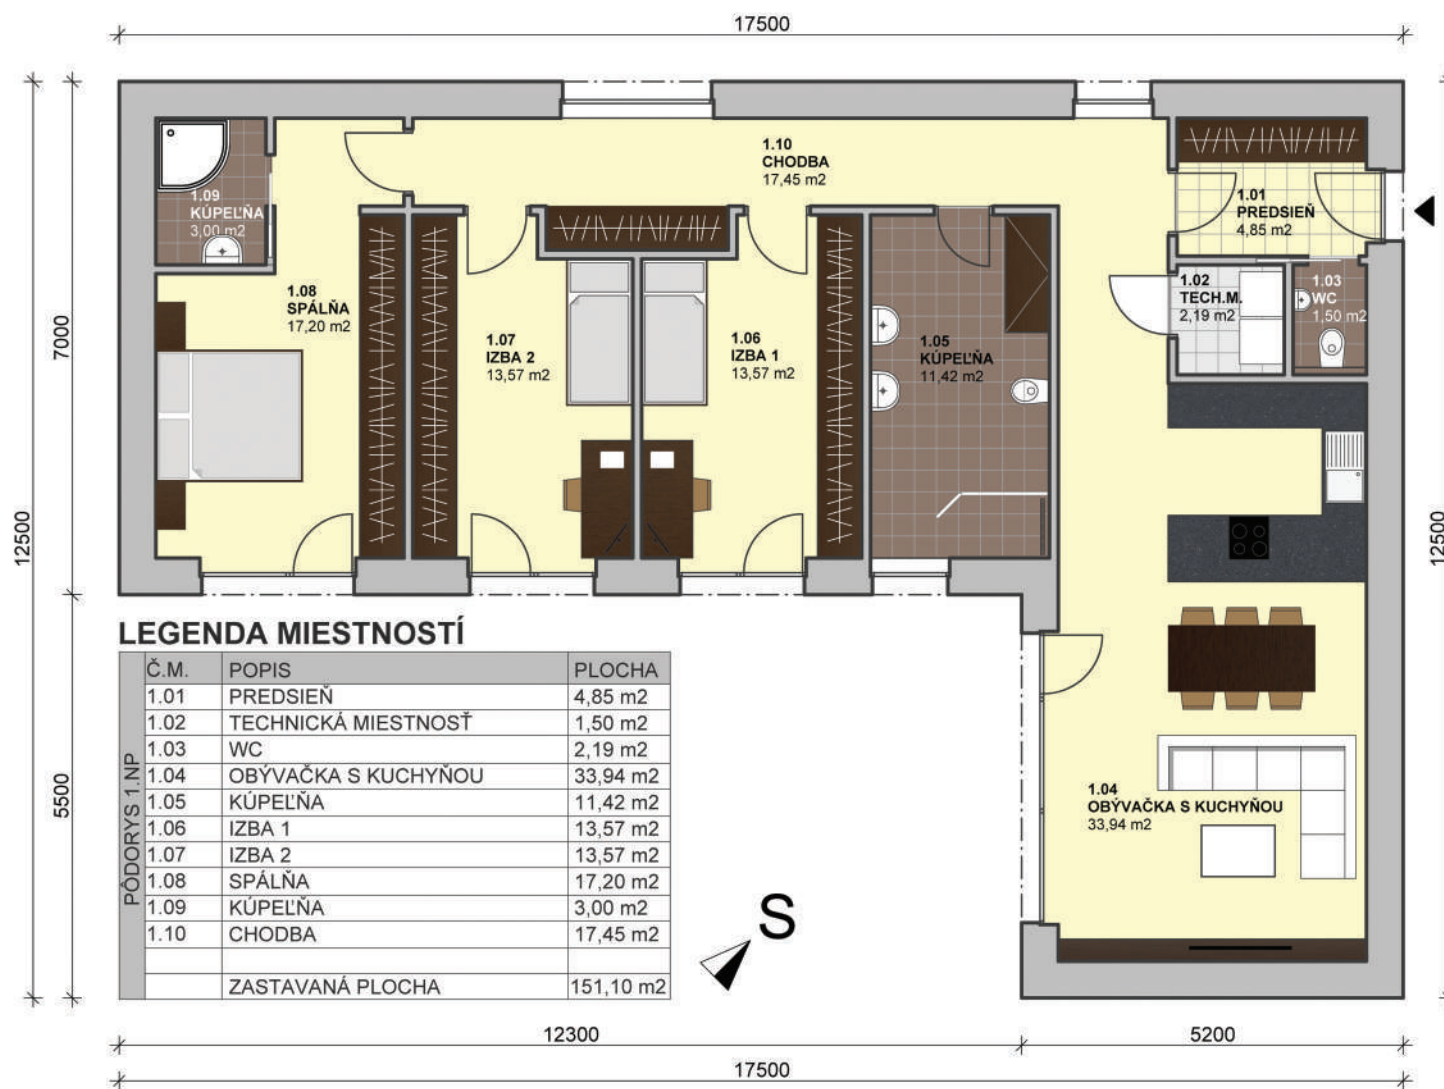 17500
12500
7000
5500
12500
1.09
KÚPEĽŇA
3,00 m2
1.10
CHODBA
17,45 m2
1.01
PREDSIEŇ
4,85 m2
1.08
SPÁLŇA
17,20 m2
1.07
IZBA 2
13,57 m2
1.06
IZBA 1
13,57 m2
1.05
KÚPEĽŇA
11,42 m2
1.02
TECH.M.
2,19 m2
1.03
WC
1,50 m2
1.04
OBÝVAČKA S KUCHYŇOU
33,94 m2
LEGENDA MIESTNOSTÍ
PÔDORYS 1.NP
Č.M. POPIS PLOCHA
1.01 PREDSIEŇ 4,85 m2
1.02 TECHNICKÁ MIESTNOSŤ 1,50 m2
1.03 WC 2,19 m2
1.04 OBÝVAČKA S KUCHYŇOU 33,94 m2
1.05 KÚPEĽŇA 11,42 m2
1.06 IZBA 1 13,57 m2
1.07 IZBA 2 13,57 m2
1.08 SPÁLŇA 17,20 m2
1.09 KÚPEĽŇA 3,00 m2
1.10 CHODBA 17,45 m2
ZASTAVANÁ PLOCHA 151,10 m2
S
12300
5200
17500